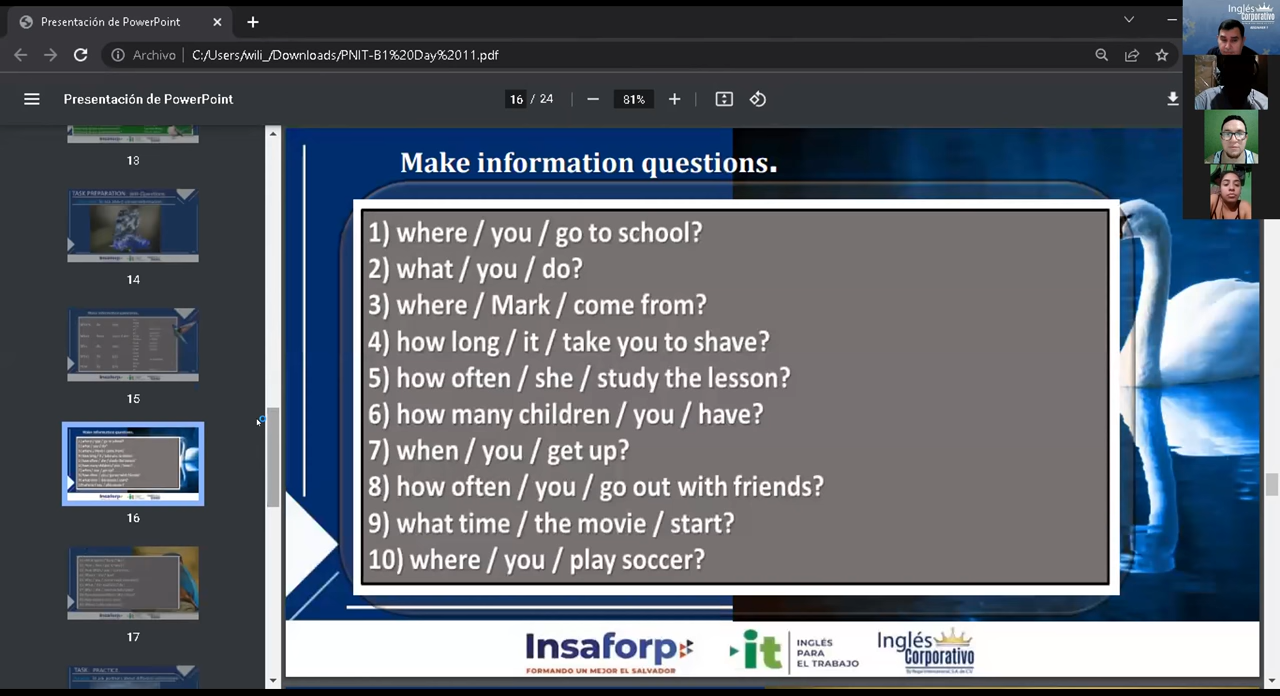 Presentación de PowerPoint
Archivo
C:/Users/wili_/Downloads/PNIT-B1%20Day%2011.pdf
Presentación de PowerPoint
16 / 24
81%
Inglés
Corporativo
13
14
15
16
17
Make information questions.
1) where / you / go to school?
2) what / you / do?
3) where / Mark / come from?
4) how long / it / take you to shave?
5) how often / she / study the lesson?
6) how many children / you / have?
7) when / you / get up?
8) how often / you / go out with friends?
9) what time / the movie / start?
10) where / you / play soccer?
Insaforp
FORMANDO UN MEJOR EL SALVADOR
it
INGLÉS
PARA
EL TRABAJO
Inglés
Corporativo